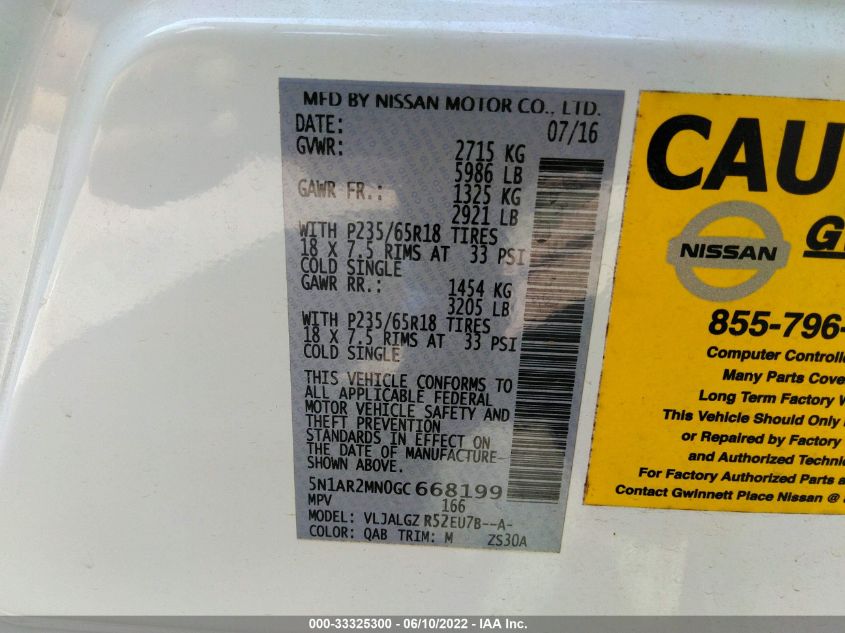 MFD BY NISSAN MOTOR CO., LTD.
DATE: 07/16
GVWR: 2715 KG
5986 LB
GAWR FR.: 1325 KG
2921 LB
WITH P235/65R18 TIRES
18 X 7.5 RIMS AT 33 PSI
COLD SINGLE
GAWR RR.: 1454 KG
3205 LB
WITH P235/65R18 TIRES
18 X 7.5 RIMS AT 33 PSI
COLD SINGLE
THIS VEHICLE CONFORMS TO
ALL APPLICABLE FEDERAL
MOTOR VEHICLE SAFETY AND
THEFT PREVENTION
STANDARDS IN EFFECT ON
THE DATE OF MANUFACTURE
SHOWN ABOVE.
5N1AR2MN0GC 668199
MPV 166
MODEL: VLJALGZ R52EU7B--A-
COLOR: QAB TRIM: M ZS30A
CAU
NISSAN
855-796-
Computer Controlle
Many Parts Cove
Long Term Factory
This Vehicle Should Only
or Repaired by Factory
and Authorized Techni
For Factory Authorized Parts
Contact Gwinnett Place Nissan @
000-33325300 - 06/10/2022 - IAA Inc.